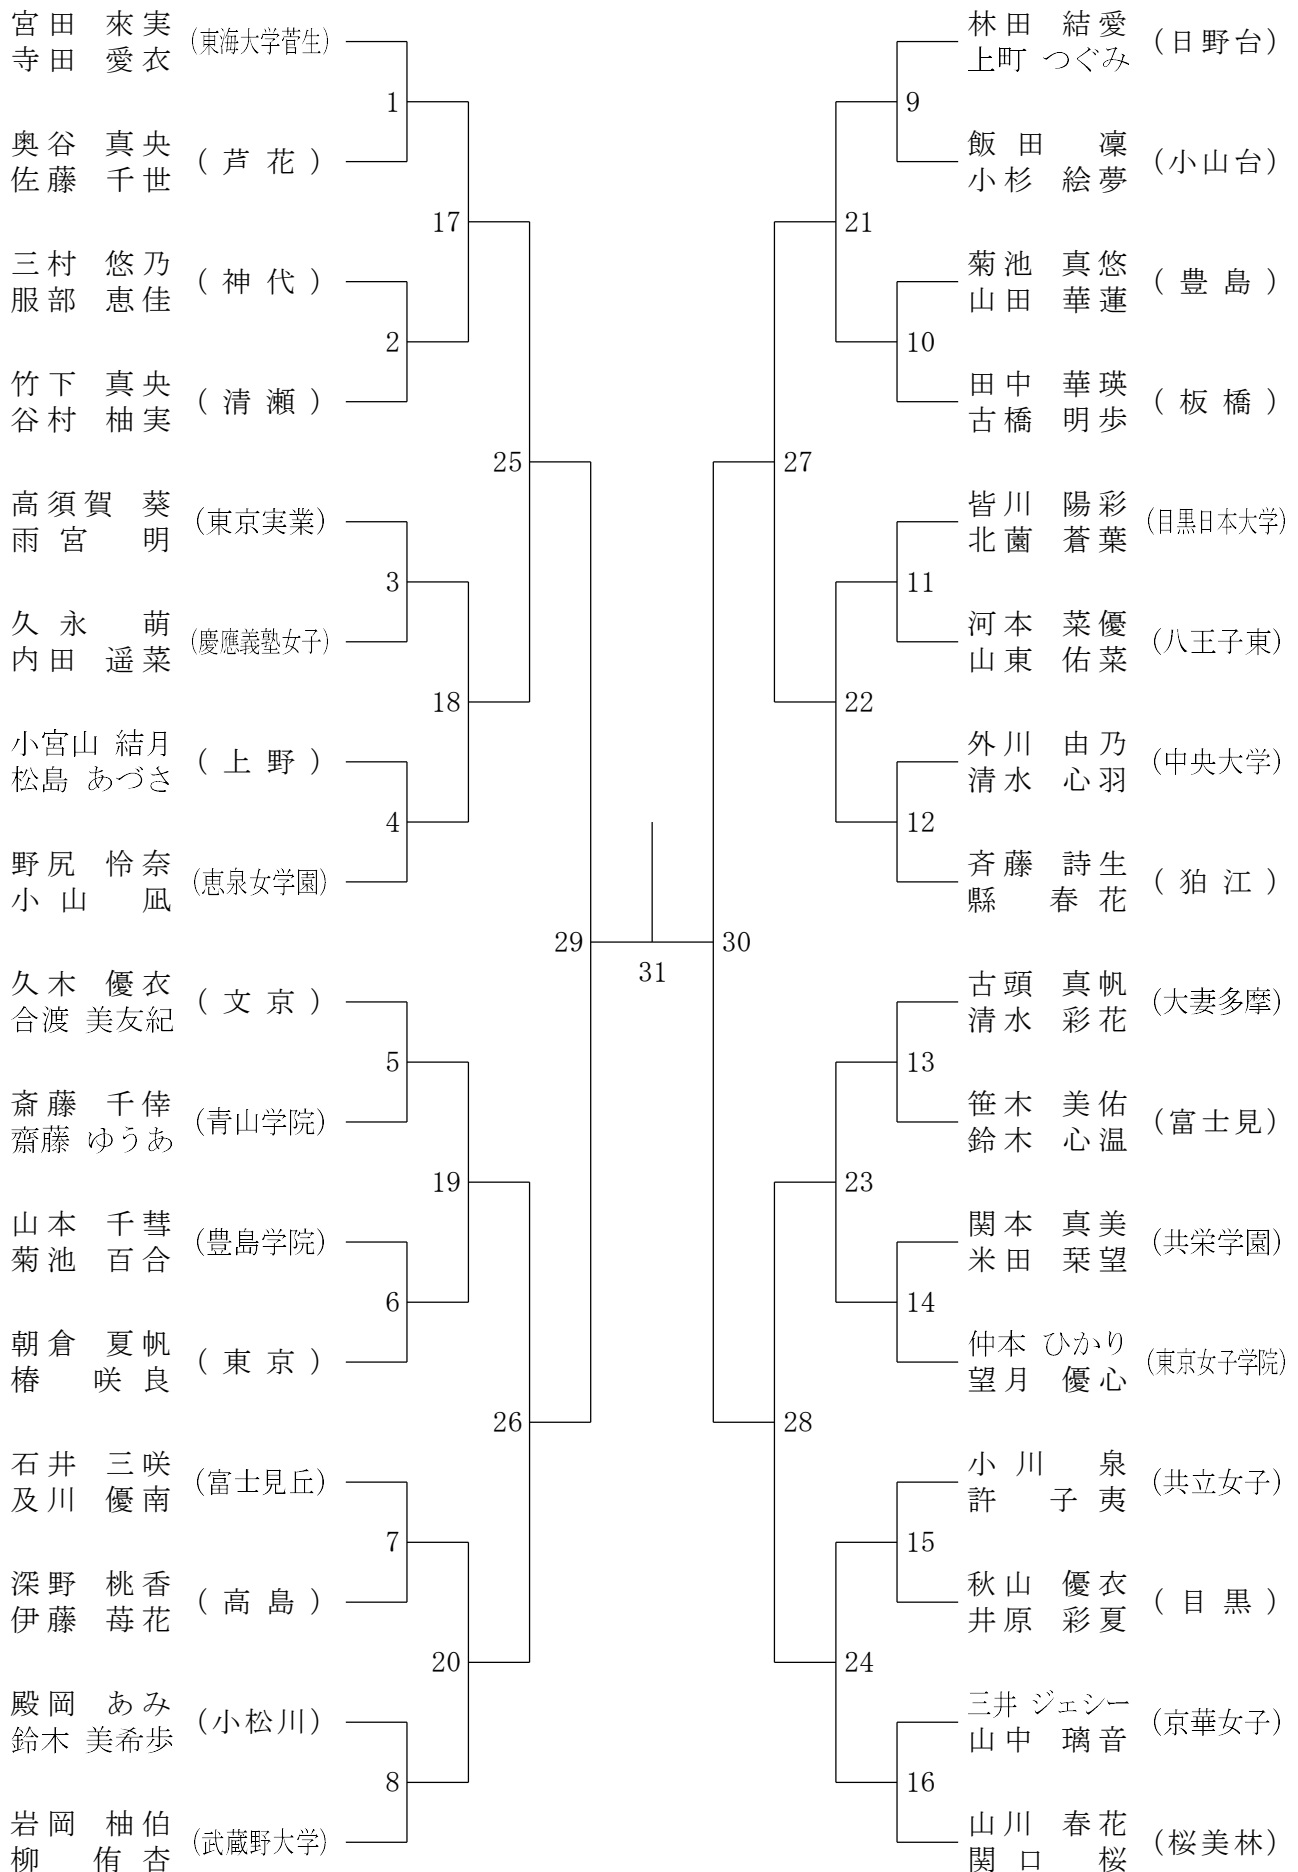 宮田 來実
寺田 愛衣
(東海大学菅生)
1
奥谷 真央
佐藤 千世
(芦花)
17
三村 悠乃
服部 恵佳
(神代)
2
竹下 真央
谷村 柚実
(清瀬)
25
高須賀 葵
雨宮 明
(東京実業)
3
久永 萌
内田 遥菜
(慶應義塾女子)
18
小宮山 結月
松島 あづさ
(上野)
4
野尻 怜奈
小山 凪
(恵泉女学園)
29
久木 優衣
合渡 美友紀
(文京)
5
斎藤 千倖
齋藤 ゆうあ
(青山学院)
19
山本 千彗
菊池 百合
(豊島学院)
6
朝倉 夏帆
椿 咲良
(東京)
26
石井 三咲
及川 優南
(富士見丘)
7
深野 桃香
伊藤 苺花
(高島)
20
殿岡 あみ
鈴木 美希歩
(小松川)
8
岩岡 柚伯
柳 侑杏
(武蔵野大学)
31
林田 結愛
上町 つぐみ
(日野台)
9
飯田 凜
小杉 絵夢
(小山台)
21
菊池 真悠
山田 華蓮
(豊島)
10
田中 華瑛
古橋 明歩
(板橋)
27
皆川 陽彩
北薗 蒼葉
(目黒日本大学)
11
河本 菜優
山東 佑菜
(八王子東)
22
外川 由乃
清水 心羽
(中央大学)
12
斉藤 詩生
縣 春花
(狛江)
30
古頭 真帆
清水 彩花
(大妻多摩)
13
笹木 美佑
鈴木 心温
(富士見)
23
関本 真美
米田 栞望
(共栄学園)
14
仲本 ひかり
望月 優心
(東京女子学院)
28
小川 泉
許 子夷
(共立女子)
15
秋山 優衣
井原 彩夏
(目黒)
24
三井 ジェシー
山中 璃音
(京華女子)
16
山川 春花
関口 桜
(桜美林)